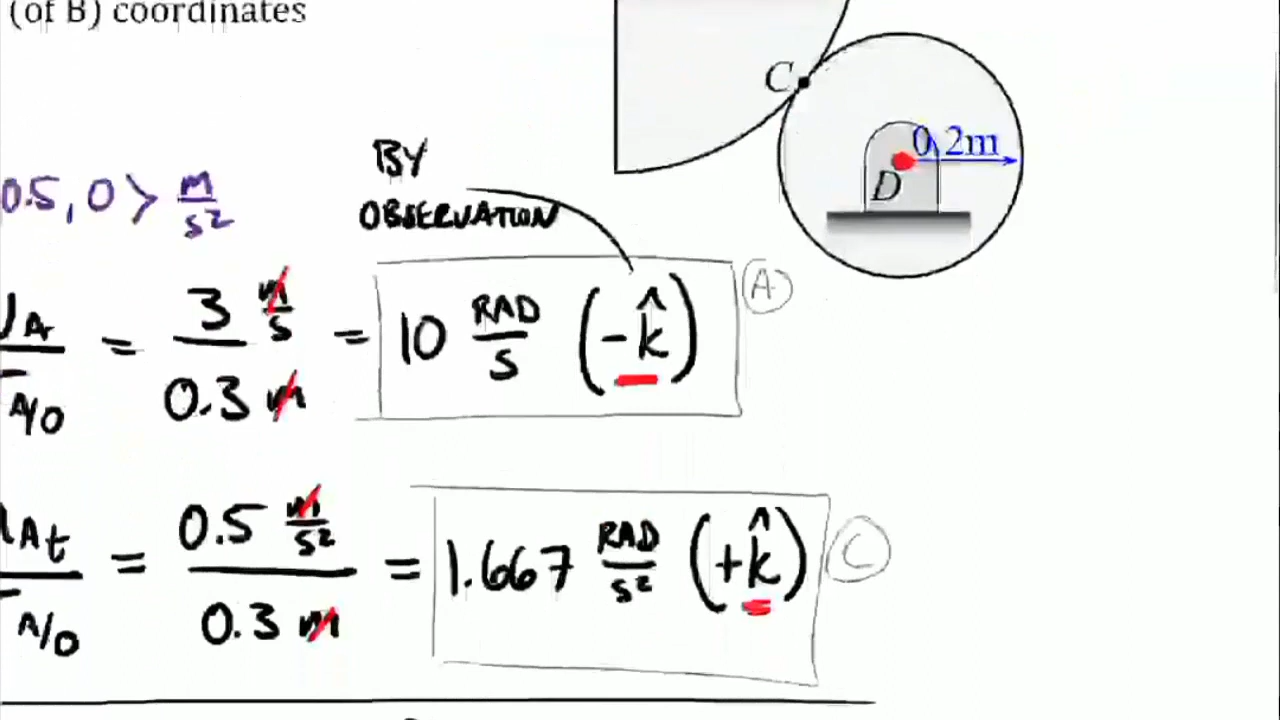 (of B) coordinates
C
0.2m
D
BY
OBSERVATION
0.5, 0> m/s²
A = 3 m/s / 0.3 m = 10 RAD/s (-k̂) A
A/O
At = 0.5 m/s² / 0.3 m = 1.667 RAD/s² (+k̂) C
A/O